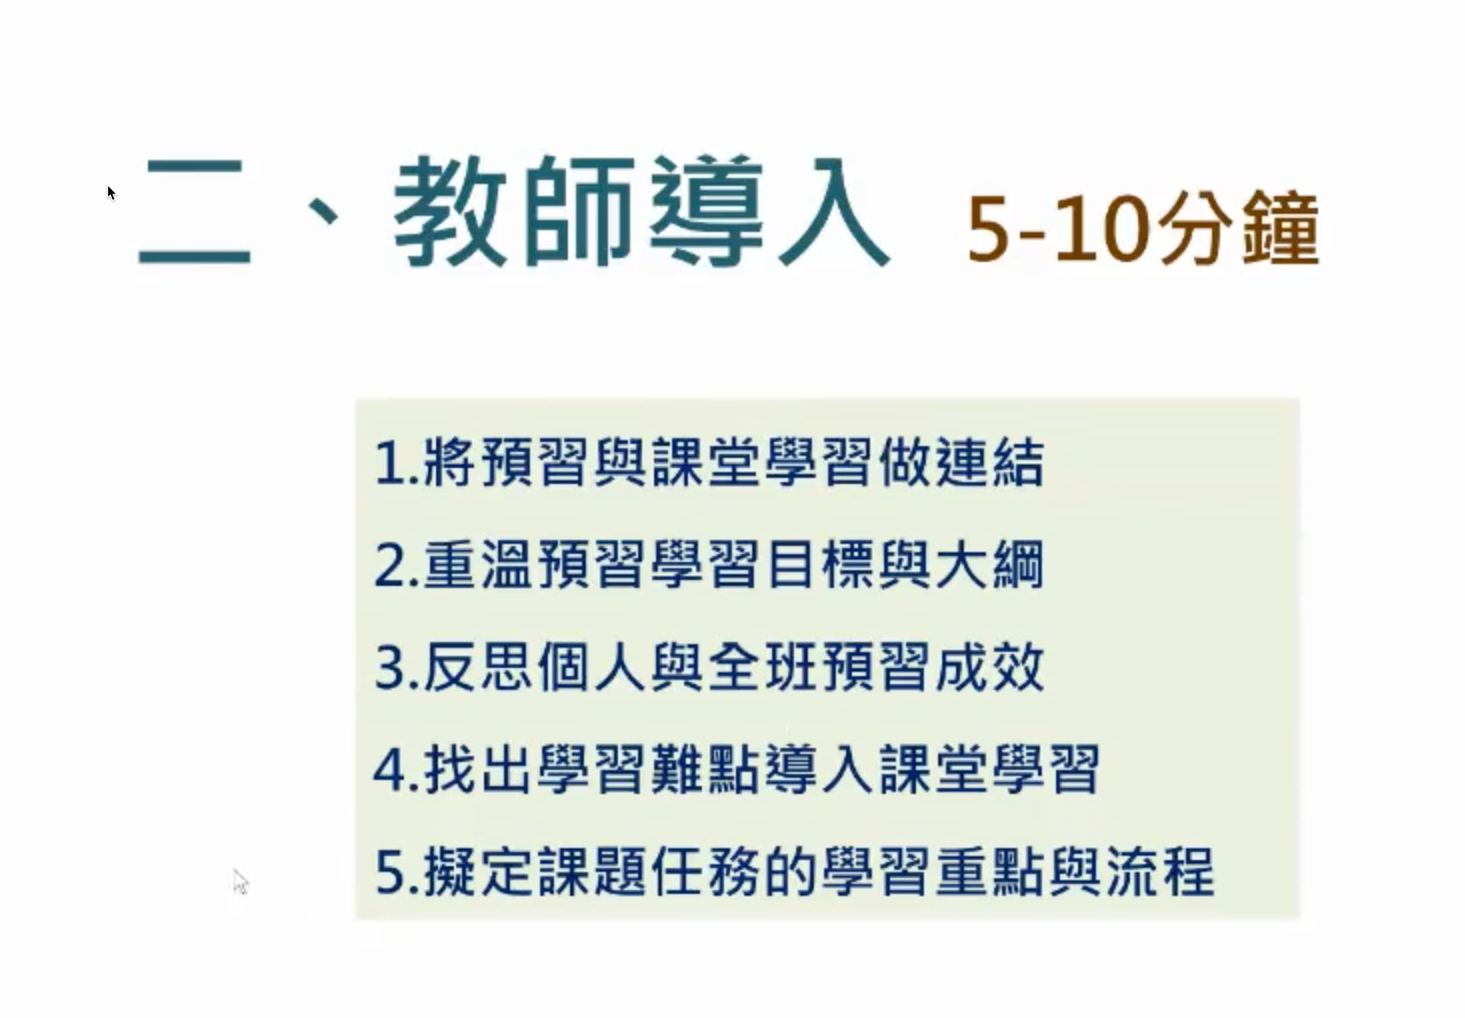 二、教師導入 5-10分鐘
1.將預習與課堂學習做連結
2.重溫預習學習目標與大綱
3.反思個人與全班預習成效
4.找出學習難點導入課堂學習
5.擬定課題任務的學習重點與流程